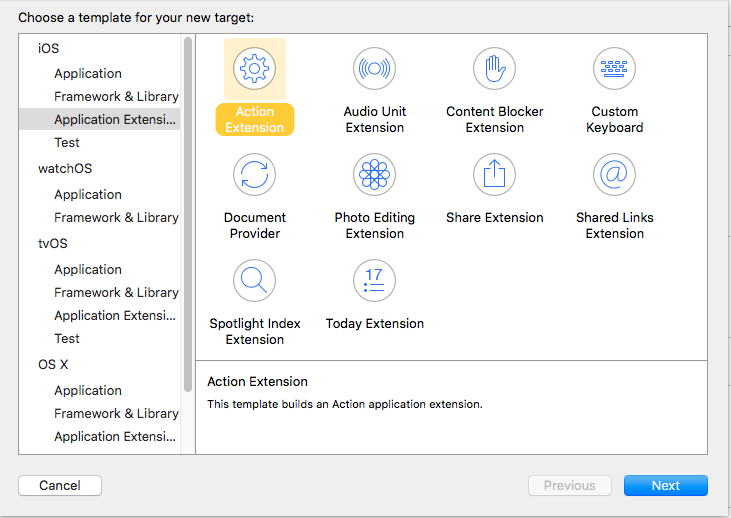 Choose a template for your new target:
iOS
Application
Framework & Library
Application Extensi...
Test
watchOS
Application
Framework & Library
tvOS
Application
Framework & Library
Application Extensi...
Test
OS X
Application
Framework & Library
Application Extensi...
Action
Extension
Audio Unit
Extension
Content Blocker
Extension
Custom
Keyboard
Document
Provider
Photo Editing
Extension
Share Extension
@
Shared Links
Extension
Spotlight Index
Extension
17
Today Extension
Action Extension
This template builds an Action application extension.
Cancel
Previous
Next